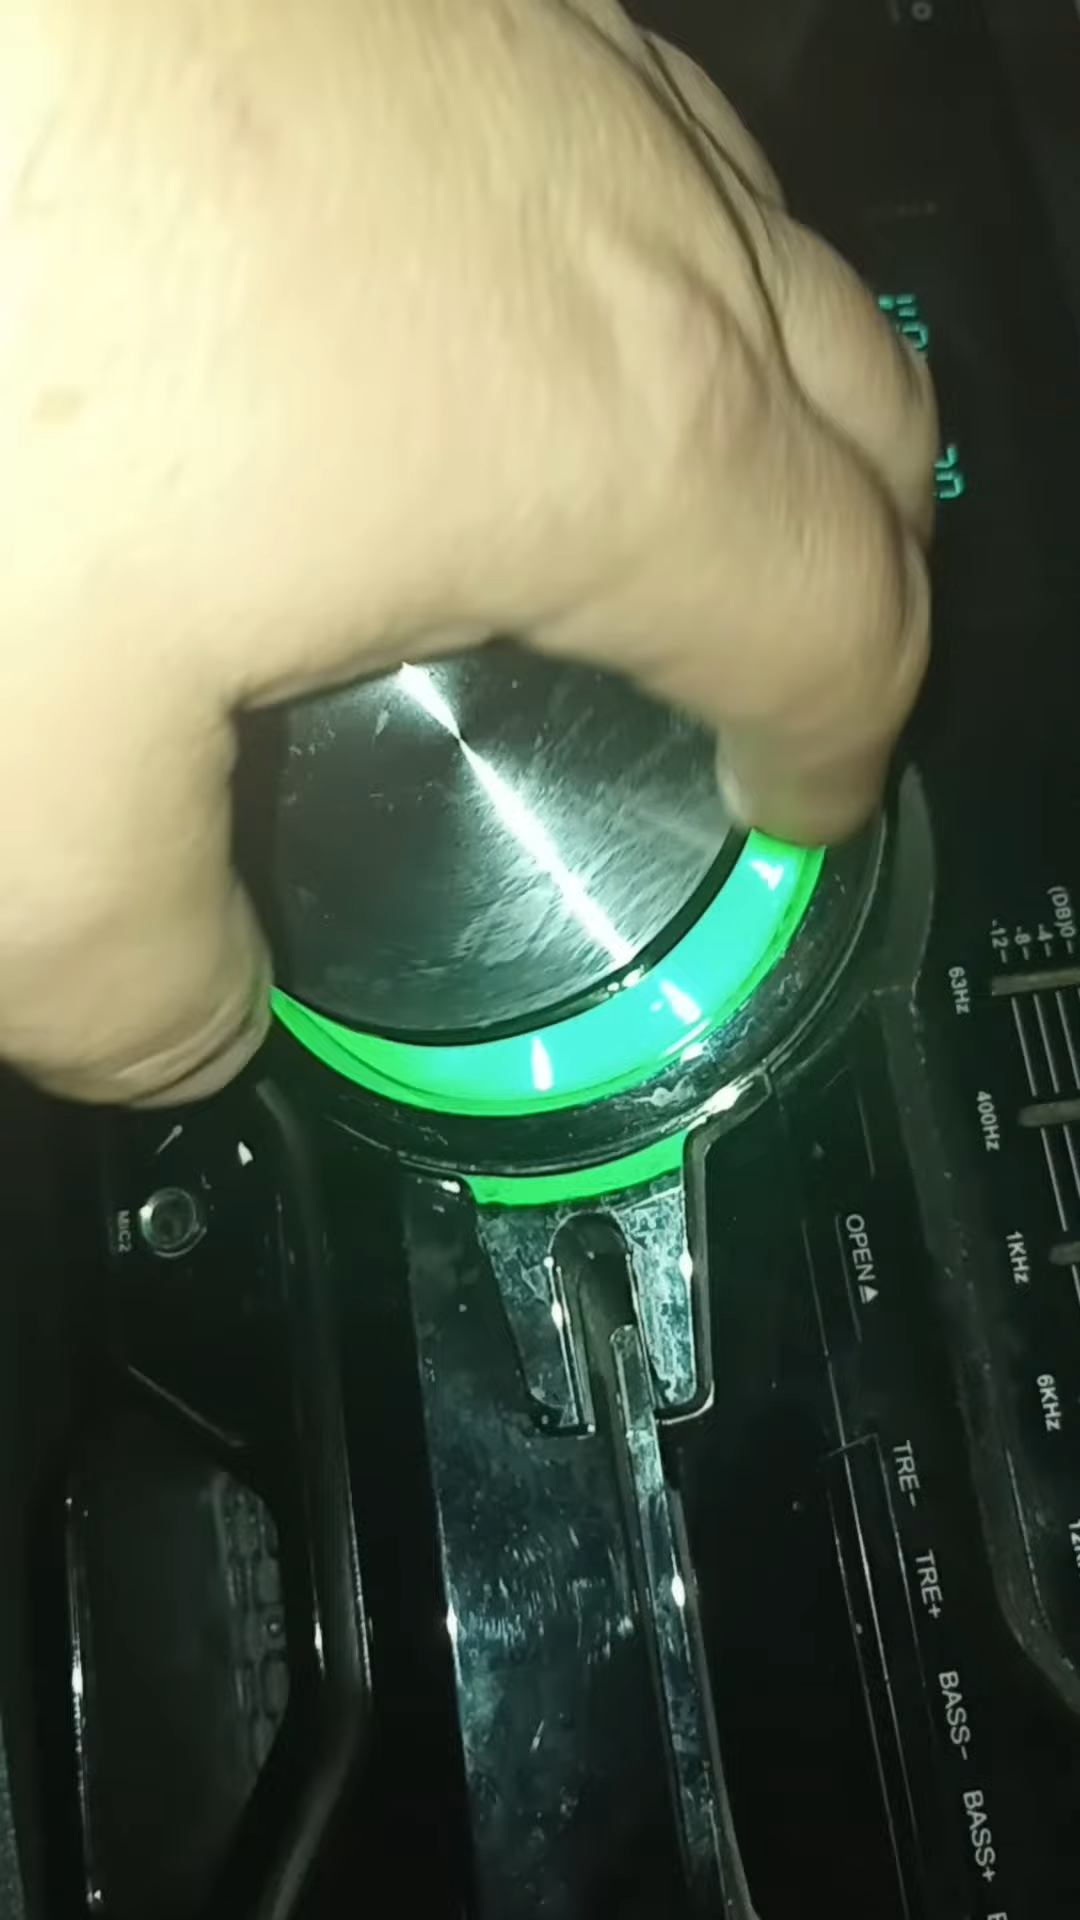 (DB)0-
-4-
-8-
-12-
63Hz
400Hz
1KHz
6KHz
OPEN▲
TRE-
TRE+
BASS-
BASS+
MIC2